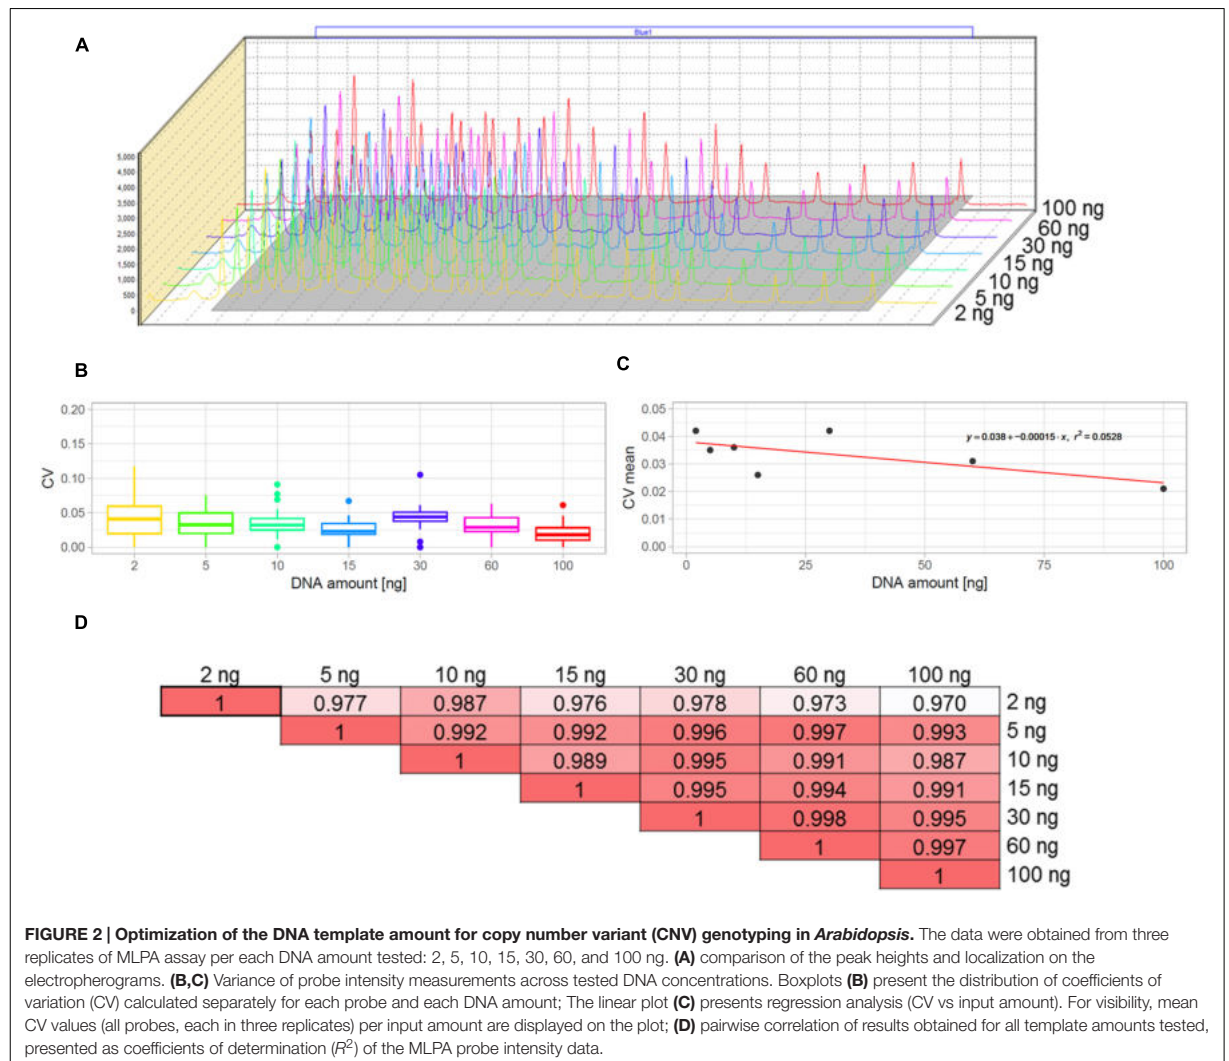 A
Blue1
5,000
4,500
4,000
3,500
3,000
2,500
2,000
1,500
1,000
500
0
100 ng
60 ng
30 ng
15 ng
10 ng
5 ng
2 ng
B
CV
0.20
0.15
0.10
0.05
0.00
2 5 10 15 30 60 100
DNA amount [ng]
C
CV mean
0.05
0.04
0.03
0.02
0.01
0.00
y = 0.038 + −0.00015 · x, r² = 0.0528
0 25 50 75 100
DNA amount [ng]
D
2 ng 5 ng 10 ng 15 ng 30 ng 60 ng 100 ng
1 0.977 0.987 0.976 0.978 0.973 0.970 2 ng
1 0.992 0.992 0.996 0.997 0.993 5 ng
1 0.989 0.995 0.991 0.987 10 ng
1 0.995 0.994 0.991 15 ng
1 0.998 0.995 30 ng
1 0.997 60 ng
1 100 ng
FIGURE 2 | Optimization of the DNA template amount for copy number variant (CNV) genotyping in Arabidopsis. The data were obtained from three
replicates of MLPA assay per each DNA amount tested: 2, 5, 10, 15, 30, 60, and 100 ng. (A) comparison of the peak heights and localization on the
electropherograms. (B,C) Variance of probe intensity measurements across tested DNA concentrations. Boxplots (B) present the distribution of coefficients of
variation (CV) calculated separately for each probe and each DNA amount; The linear plot (C) presents regression analysis (CV vs input amount). For visibility, mean
CV values (all probes, each in three replicates) per input amount are displayed on the plot; (D) pairwise correlation of results obtained for all template amounts tested,
presented as coefficients of determination (R²) of the MLPA probe intensity data.